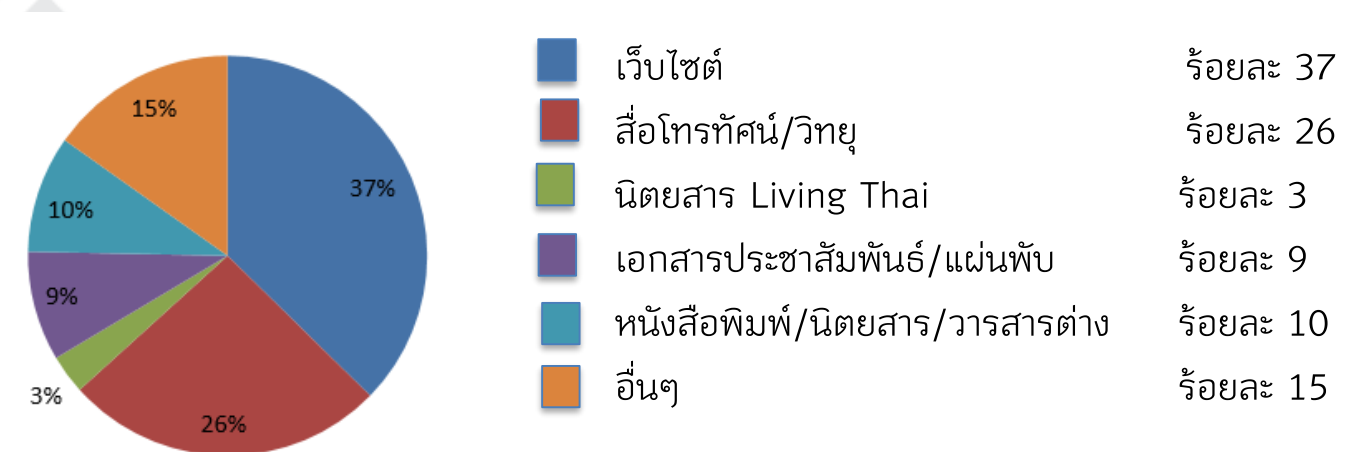 15%
37%
10%
9%
3%
26%
เว็บไซต์ ร้อยละ 37
สื่อโทรทัศน์/วิทยุ ร้อยละ 26
นิตยสาร Living Thai ร้อยละ 3
เอกสารประชาสัมพันธ์/แผ่นพับ ร้อยละ 9
หนังสือพิมพ์/นิตยสาร/วารสารต่าง ร้อยละ 10
อื่นๆ ร้อยละ 15